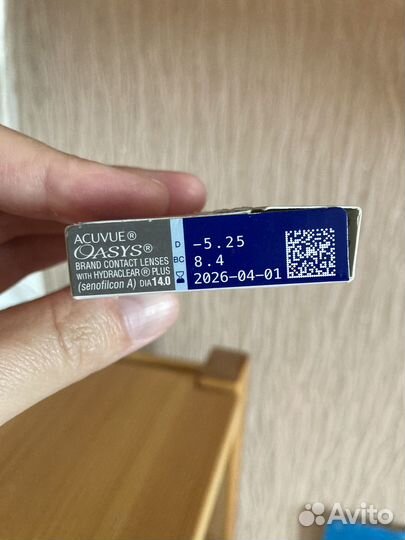 ACUVUE®
OASYS®
BRAND CONTACT LENSES
WITH HYDRACLEAR® PLUS
(senofilcon A) DIA 14.0
D -5.25
BC 8.4
2026-04-01
Avito